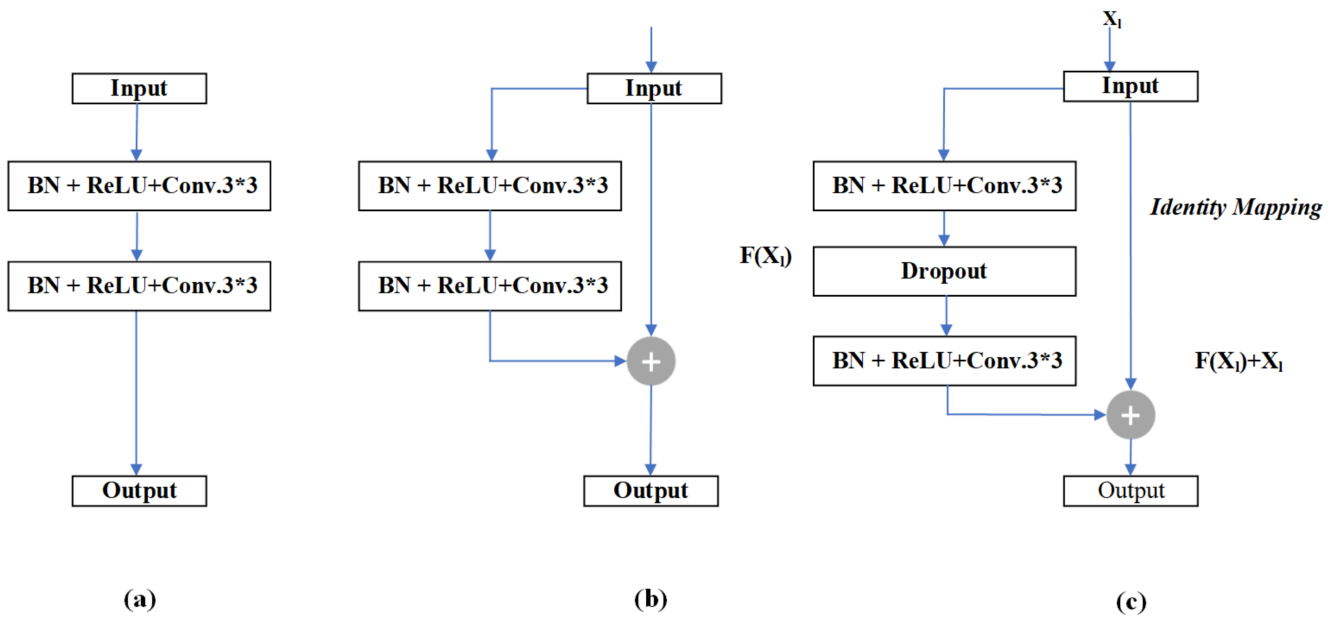 Input
BN + ReLU+Conv.3*3
BN + ReLU+Conv.3*3
Output
(a)
Input
BN + ReLU+Conv.3*3
BN + ReLU+Conv.3*3
+
Output
(b)
Xl
Input
BN + ReLU+Conv.3*3
Identity Mapping
F(Xl)
Dropout
BN + ReLU+Conv.3*3
F(Xl)+Xl
+
Output
(c)